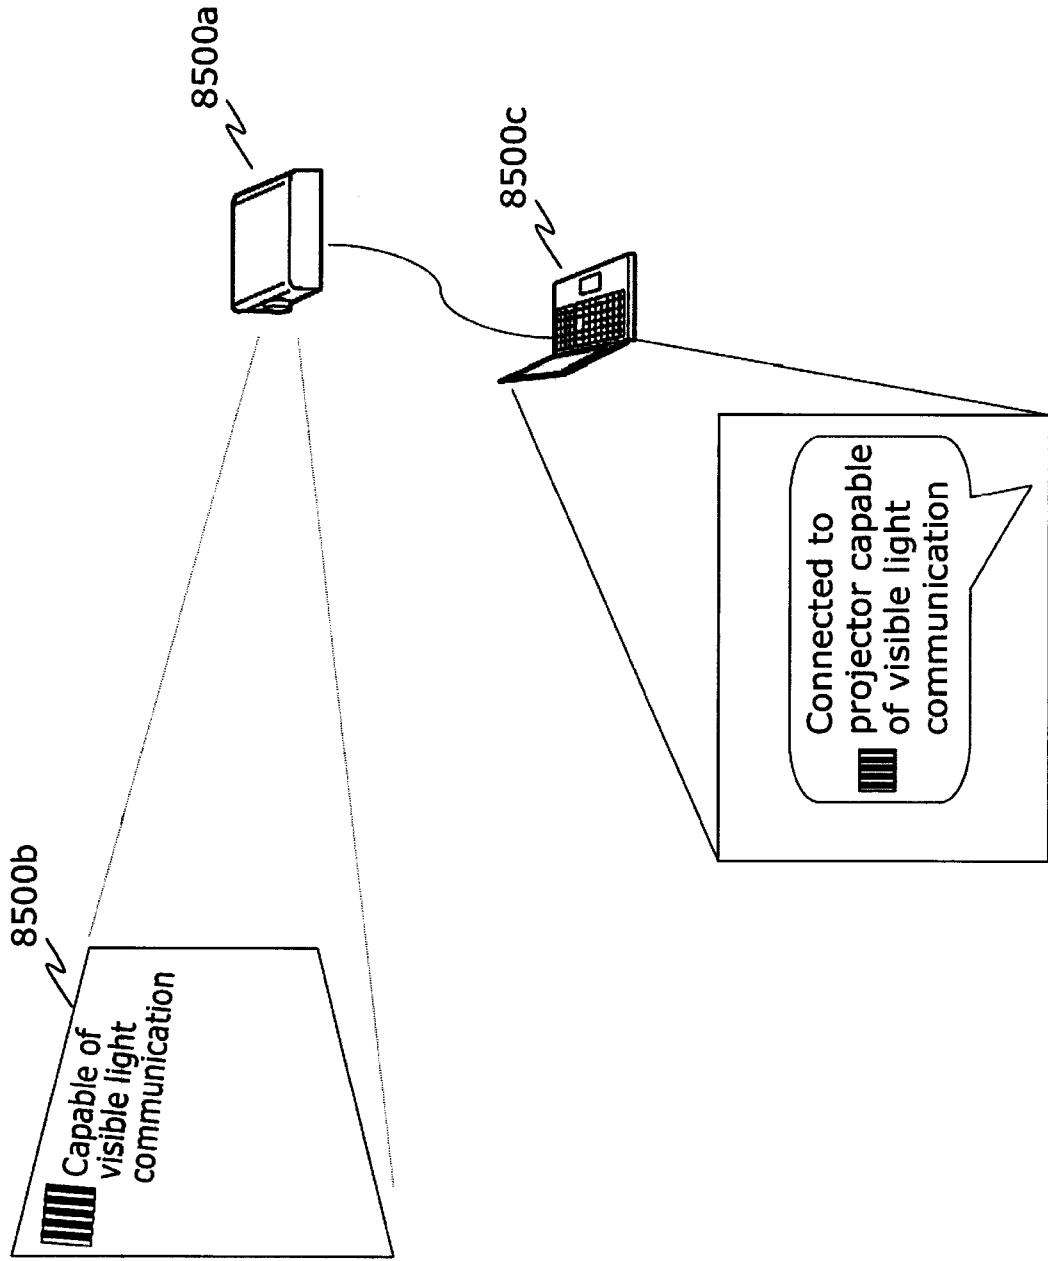 8500a
8500b
Capable of
visible light
communication
8500c
Connected to
projector capable
of visible light
communication